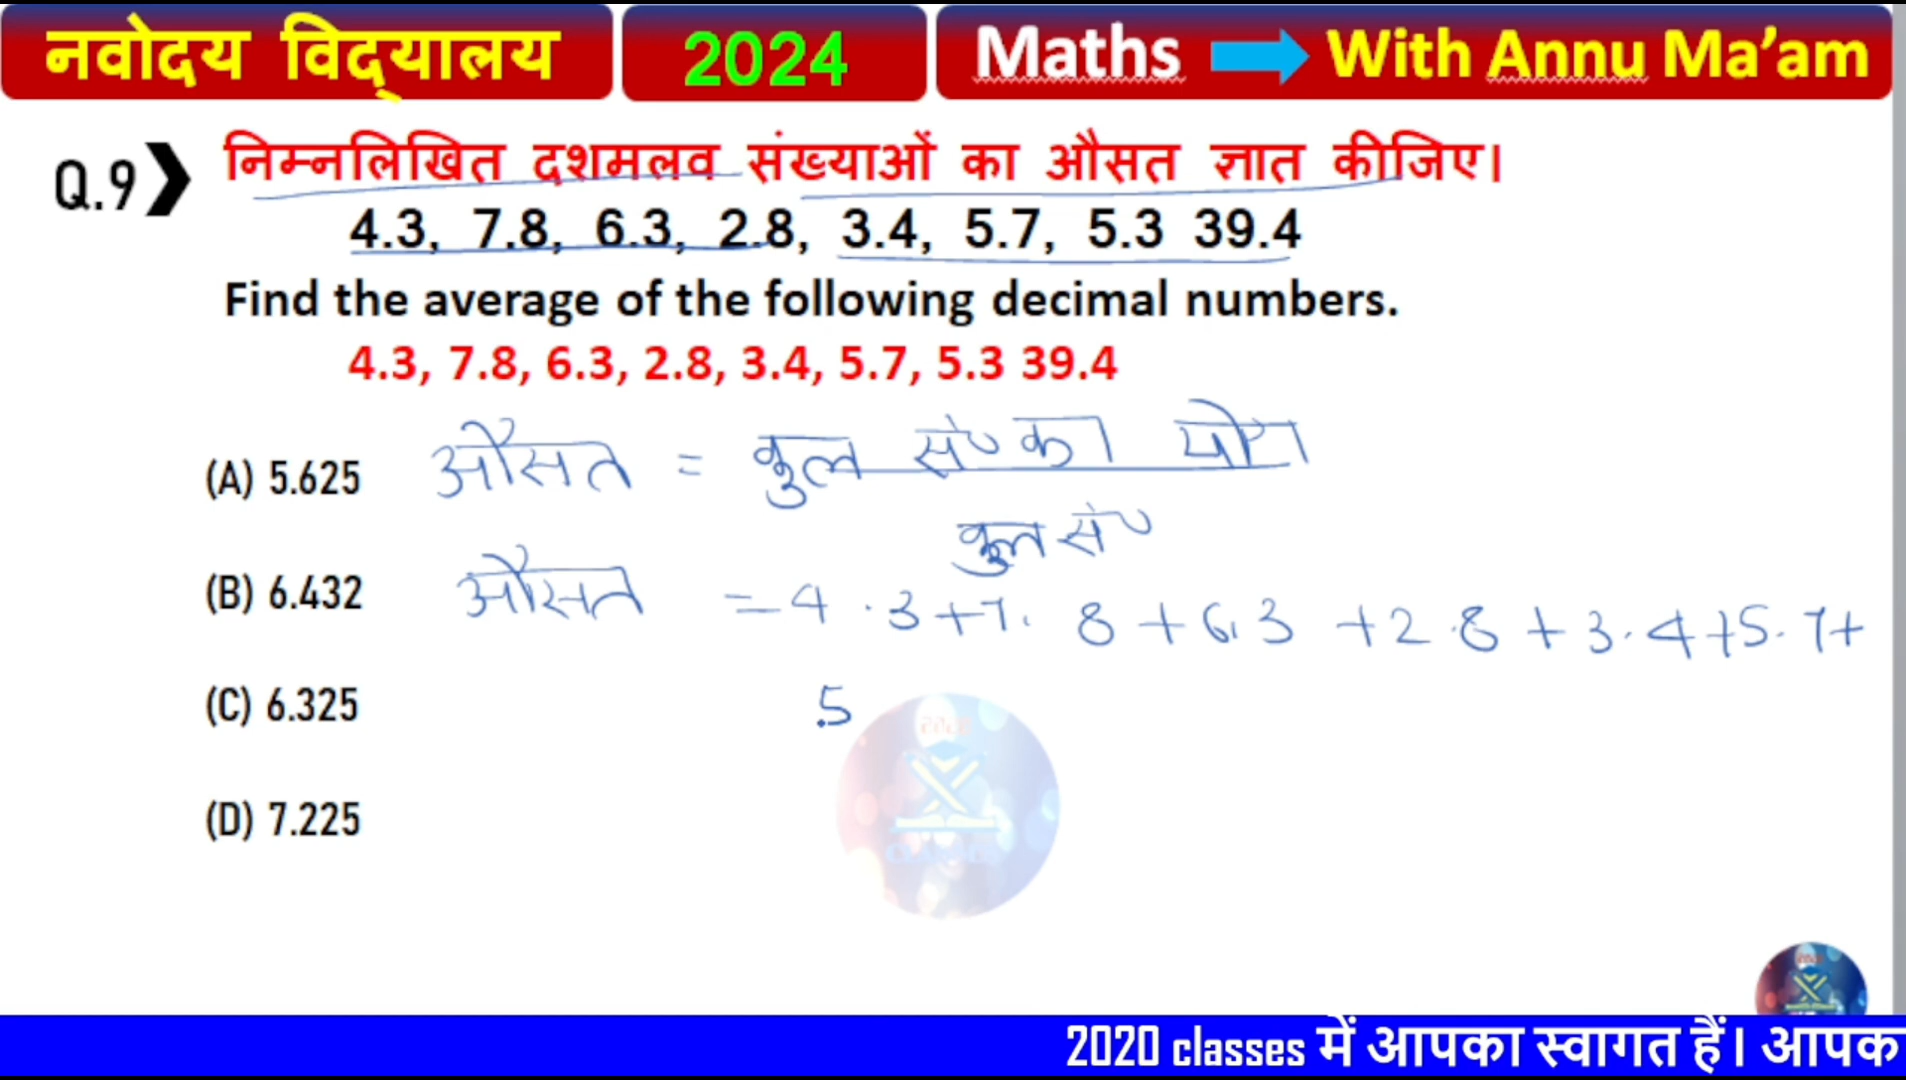 नवोदय विद्यालय 2024 Maths With Annu Ma'am
Q.9 निम्नलिखित दशमलव संख्याओं का औसत ज्ञात कीजिए।
4.3, 7.8, 6.3, 2.8, 3.4, 5.7, 5.3 39.4
Find the average of the following decimal numbers.
4.3, 7.8, 6.3, 2.8, 3.4, 5.7, 5.3 39.4
(A) 5.625
औसत = कुल सं० का योग
कुल सं०
(B) 6.432
औसत = 4.3+7.8+6.3+2.8+3.4+5.7+
5
(C) 6.325
(D) 7.225
2020 classes में आपका स्वागत हैं। आपक